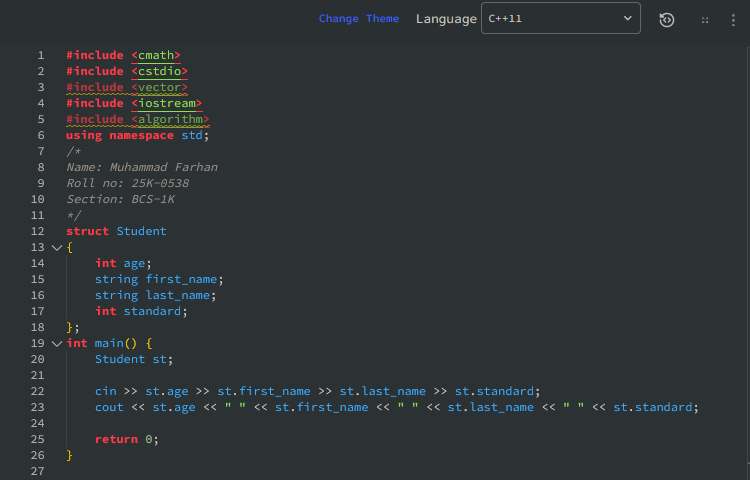 Change Theme Language C++11
1 #include <cmath>
2 #include <cstdio>
3 #include <vector>
4 #include <iostream>
5 #include <algorithm>
6 using namespace std;
7 /*
8 Name: Muhammad Farhan
9 Roll no: 25K-0538
10 Section: BCS-1K
11 */
12 struct Student
13 {
14     int age;
15     string first_name;
16     string last_name;
17     int standard;
18 };
19 int main() {
20     Student st;
21
22     cin >> st.age >> st.first_name >> st.last_name >> st.standard;
23     cout << st.age << " " << st.first_name << " " << st.last_name << " " << st.standard;
24
25     return 0;
26 }
27